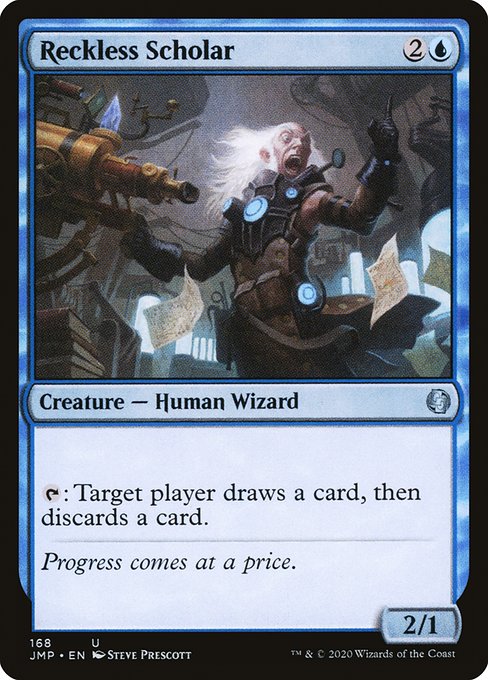 Reckless Scholar 2
Creature — Human Wizard
: Target player draws a card, then
discards a card.
Progress comes at a price.
2/1
168 U
JMP • EN STEVE PRESCOTT
™ & © 2020 Wizards of the Coast